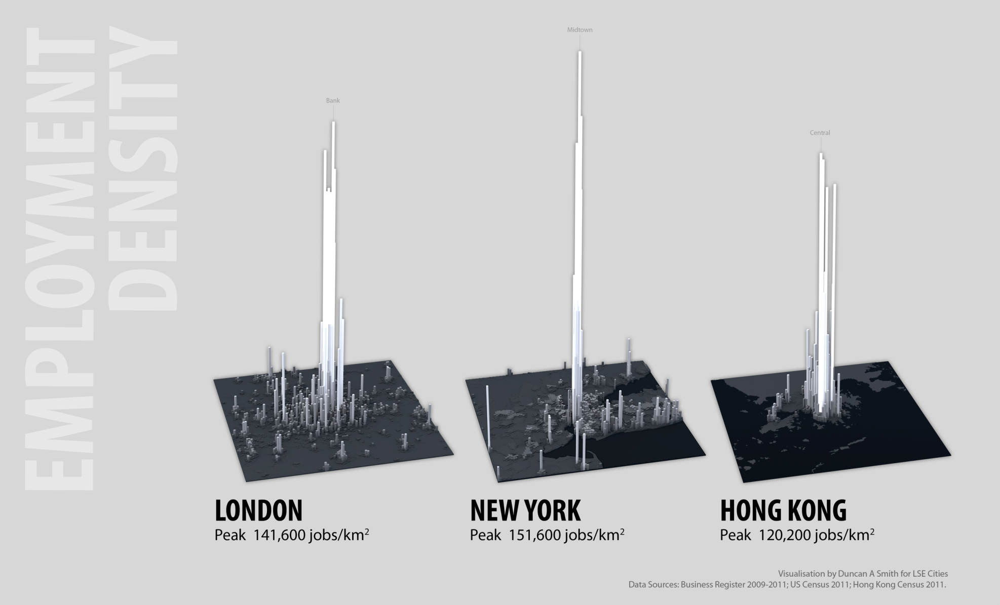 EMPLOYMENT
DENSITY
Midtown
Bank
Central
LONDON
Peak 141,600 jobs/km²
NEW YORK
Peak 151,600 jobs/km²
HONG KONG
Peak 120,200 jobs/km²
Visualisation by Duncan A Smith for LSE Cities
Data Sources: Business Register 2009-2011; US Census 2011; Hong Kong Census 2011.